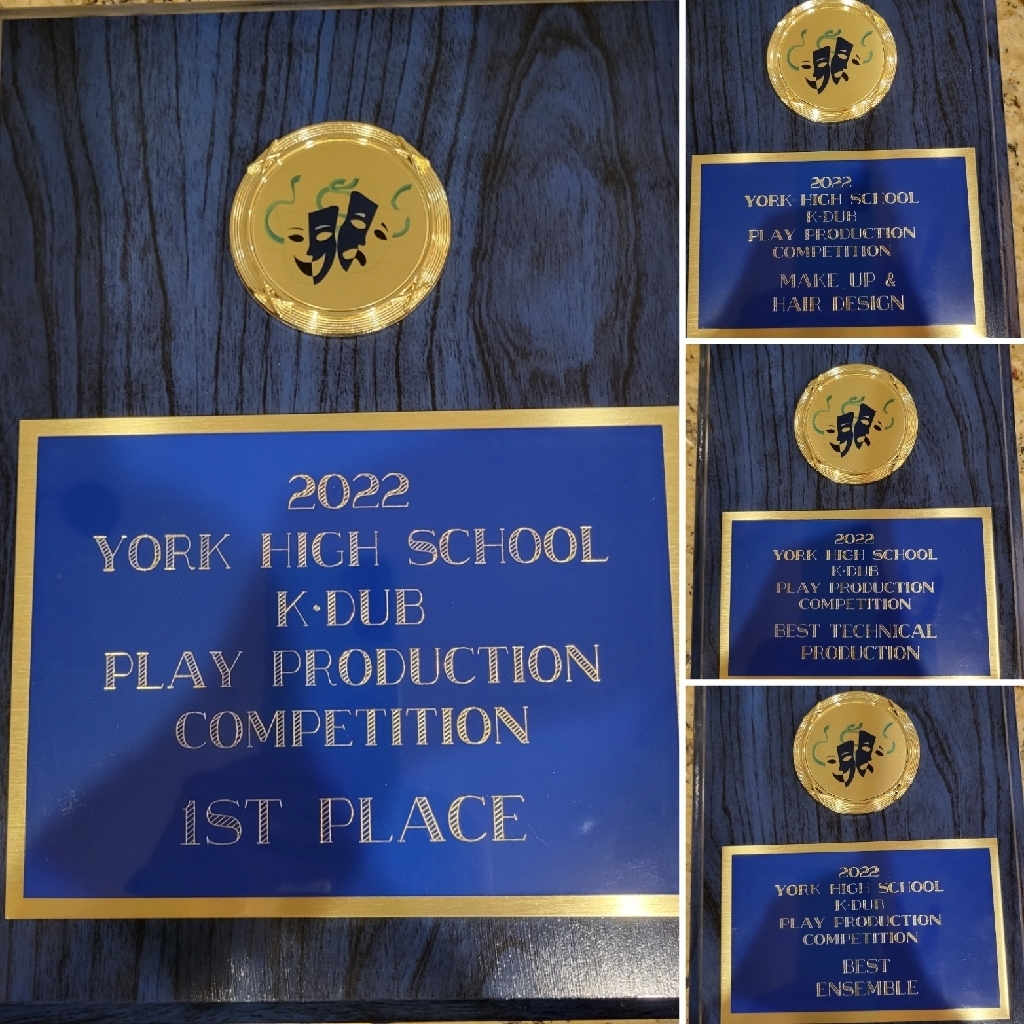 2022
YORK HIGH SCHOOL
K·DUB
PLAY PRODUCTION
COMPETITION
1ST PLACE
2022
YORK HIGH SCHOOL
K·DUB
PLAY PRODUCTION
COMPETITION
MAKE UP &
HAIR DESIGN
2022
YORK HIGH SCHOOL
K·DUB
PLAY PRODUCTION
COMPETITION
BEST TECHNICAL
PRODUCTION
2022
YORK HIGH SCHOOL
K·DUB
PLAY PRODUCTION
COMPETITION
BEST
ENSEMBLE